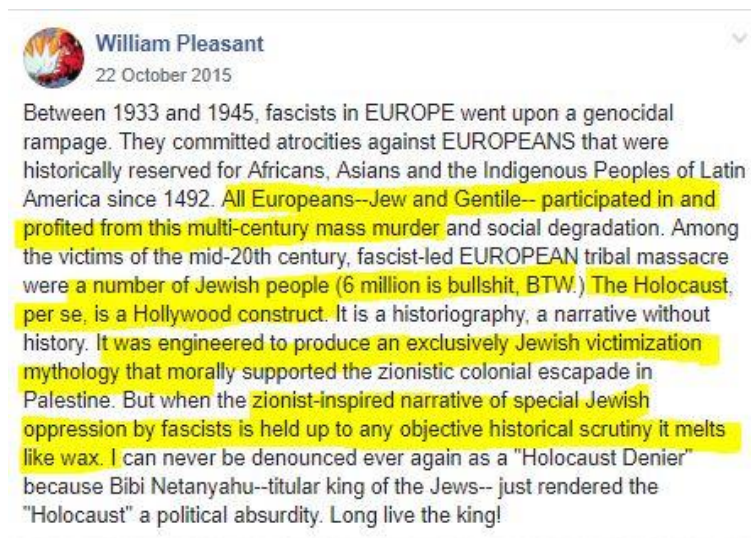 William Pleasant
22 October 2015
Between 1933 and 1945, fascists in EUROPE went upon a genocidal
rampage. They committed atrocities against EUROPEANS that were
historically reserved for Africans, Asians and the Indigenous Peoples of Latin
America since 1492. All Europeans--Jew and Gentile-- participated in and
profited from this multi-century mass murder and social degradation. Among
the victims of the mid-20th century, fascist-led EUROPEAN tribal massacre
were a number of Jewish people (6 million is bullshit, BTW.) The Holocaust,
per se, is a Hollywood construct. It is a historiography, a narrative without
history. It was engineered to produce an exclusively Jewish victimization
mythology that morally supported the zionistic colonial escapade in
Palestine. But when the zionist-inspired narrative of special Jewish
oppression by fascists is held up to any objective historical scrutiny it melts
like wax. I can never be denounced ever again as a "Holocaust Denier"
because Bibi Netanyahu--titular king of the Jews-- just rendered the
"Holocaust" a political absurdity. Long live the king!